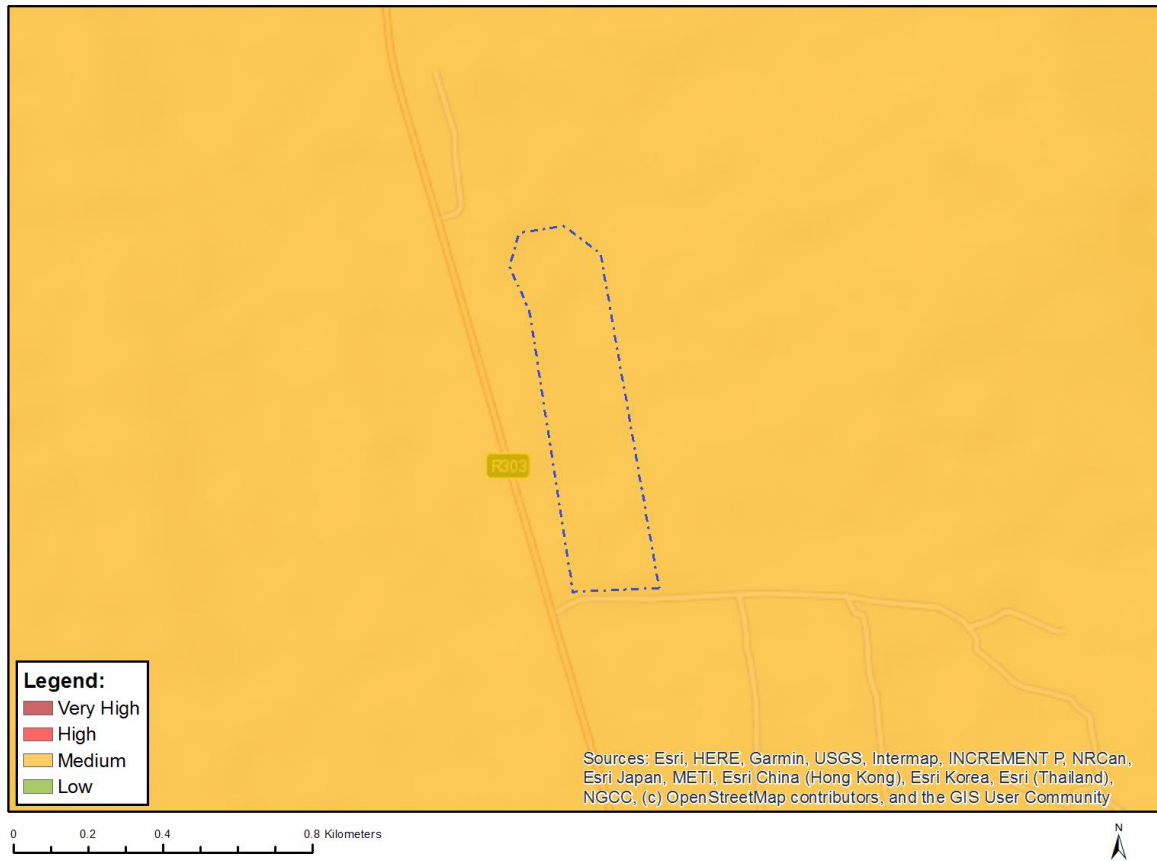 R303
Legend:
Very High
High
Medium
Low
Sources: Esri, HERE, Garmin, USGS, Intermap, INCREMENT P, NRCan,
Esri Japan, METI, Esri China (Hong Kong), Esri Korea, Esri (Thailand),
NGCC, (c) OpenStreetMap contributors, and the GIS User Community
0 0.2 0.4 0.8 Kilometers
N